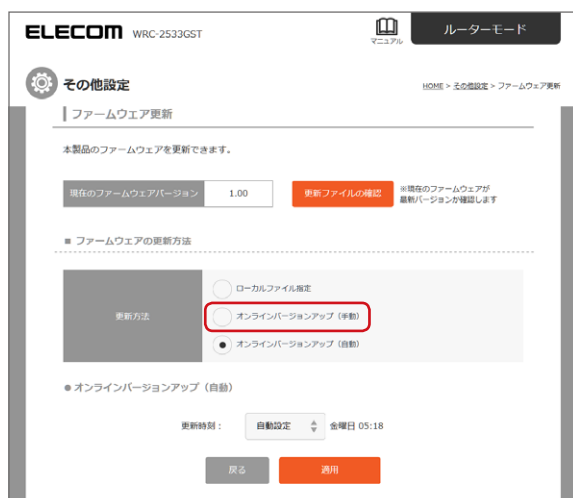 ELECOM WRC-2533GST
マニュアル
ルーターモード
その他設定
HOME > その他設定 > ファームウェア更新
ファームウェア更新
本製品のファームウェアを更新できます。
現在のファームウェアバージョン 1.00 更新ファイルの確認
※現在のファームウェアが
最新バージョンか確認します
■ ファームウェアの更新方法
更新方法
ローカルファイル指定
オンラインバージョンアップ（手動）
オンラインバージョンアップ（自動）
● オンラインバージョンアップ（自動）
更新時刻： 自動設定 金曜日 05:18
戻る 適用